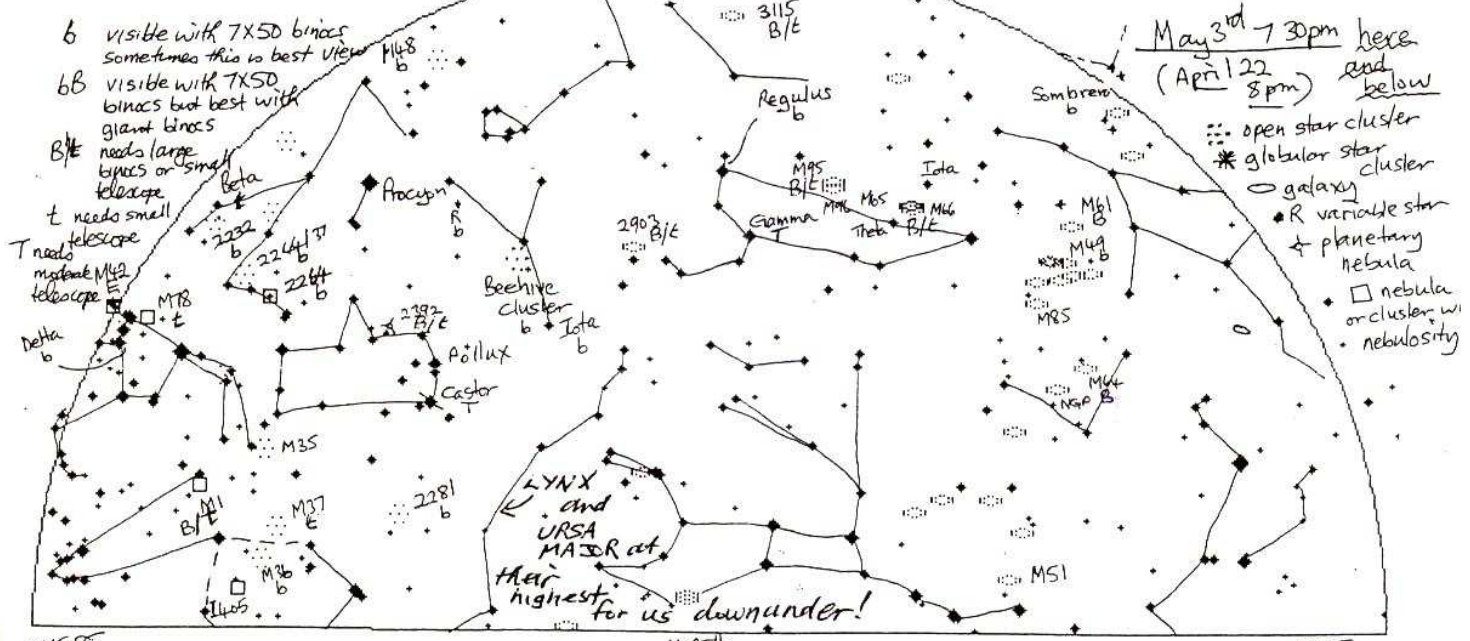 b visible with 7X50 binocs
sometimes this is best view
bB visible with 7X50
binocs but best with
giant binocs
B/t needs large
binocs or small
telescope
t needs small
telescope
T needs
moderate
telescope
M48
b
3115
B/t
May 3rd 7 30pm here
and
below
(April 22
8pm)
Sombrero
b
open star cluster
globular star
cluster
galaxy
R variable star
planetary
nebula
nebula
or cluster wi
nebulosity
Regulus
b
Beta
t
Procyon
R
b
M95
B/t
M96
M65
M66
B/t
Iota
Gamma
T
Theta
2903
B/t
M61
B
M49
b
M85
2232
b
2244/37
b
2264
b
M42
E
M78
t
Delta
b
2392
B/t
Beehive
cluster
b
Iota
b
Pollux
Castor
T
M64
B
NGP
M35
M1
B/t
M37
t
2281
b
M36
b
I405
LYNX
and
URSA
MAJOR at
their
highest
for us downunder!
M51